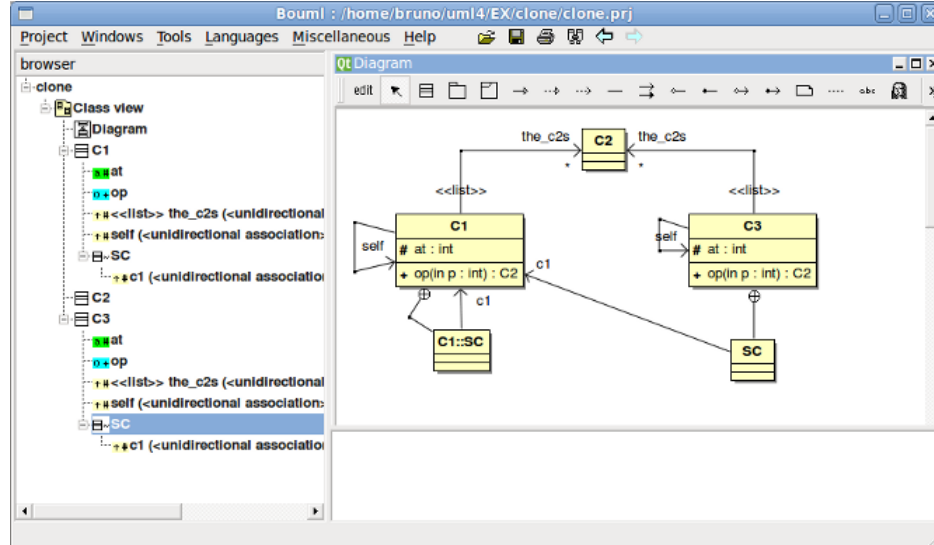 Bouml : /home/bruno/uml4/EX/clone/clone.prj
Project Windows Tools Languages Miscellaneous Help
browser
clone
Class view
Diagram
C1
at
op
<<list>> the_c2s (<unidirectional
self (<unidirectional association>
SC
c1 (<unidirectional associatio
C2
C3
at
op
<<list>> the_c2s (<unidirectional
self (<unidirectional association>
SC
c1 (<unidirectional associatio
Qt Diagram
edit
abc
the_c2s
C2
the_c2s
*
*
<<list>>
<<list>>
C1
# at : int
+ op(in p : int) : C2
self
C3
# at : int
+ op(in p : int) : C2
self
c1
c1
C1::SC
SC